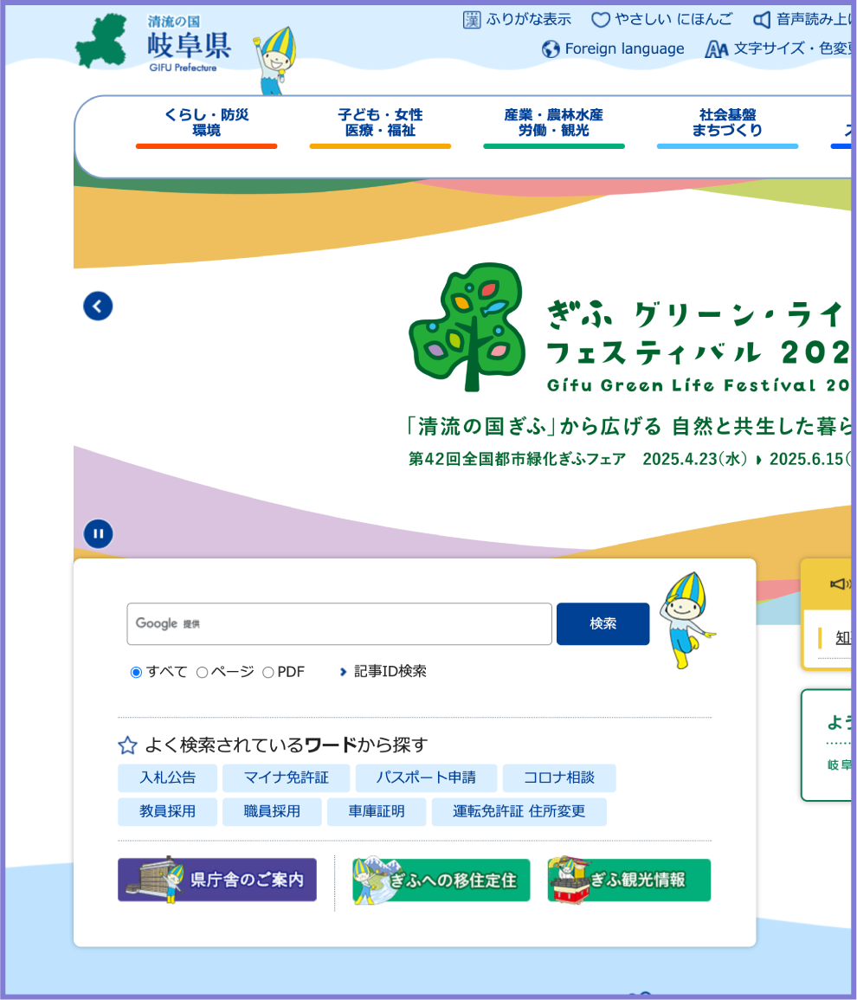 清流の国
岐阜県
GIFU Prefecture
漢 ふりがな表示 やさしい にほんご 音声読み上
Foreign language AA 文字サイズ・色変
くらし・防災
環境
子ども・女性
医療・福祉
産業・農林水産
労働・観光
社会基盤
まちづくり
ぎふ グリーン・ライ
フェスティバル 202
Gifu Green Life Festival 20
「清流の国ぎふ」から広げる 自然と共生した暮ら
第42回全国都市緑化ぎふフェア 2025.4.23(水) 2025.6.15(
Google 提供
検索
すべて ページ PDF 記事ID検索
知
よく検索されているワードから探す
よう
岐阜
入札公告 マイナ免許証 パスポート申請 コロナ相談
教員採用 職員採用 車庫証明 運転免許証 住所変更
県庁舎のご案内 ぎふへの移住定住 ぎふ観光情報